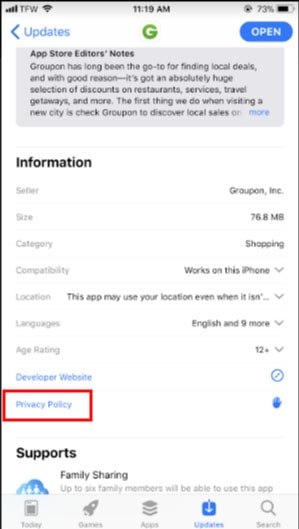 TFW 11:19 AM 73%
Updates G OPEN
App Store Editors' Notes
Groupon has long been the go-to for finding local deals,
and with good reason—it's got an absolutely huge
selection of discounts on restaurants, services, travel
getaways, and more. The first thing we do when visiting a
new city is check Groupon to discover local sales on more
Information
Seller Groupon, Inc.
Size 76.8 MB
Category Shopping
Compatibility Works on this iPhone
Location This app may use your location even when it isn'...
Languages English and 9 more
Age Rating 12+
Developer Website
Privacy Policy
Supports
Family Sharing
Up to six family members will be able to use this app
Today Games Apps Updates Search